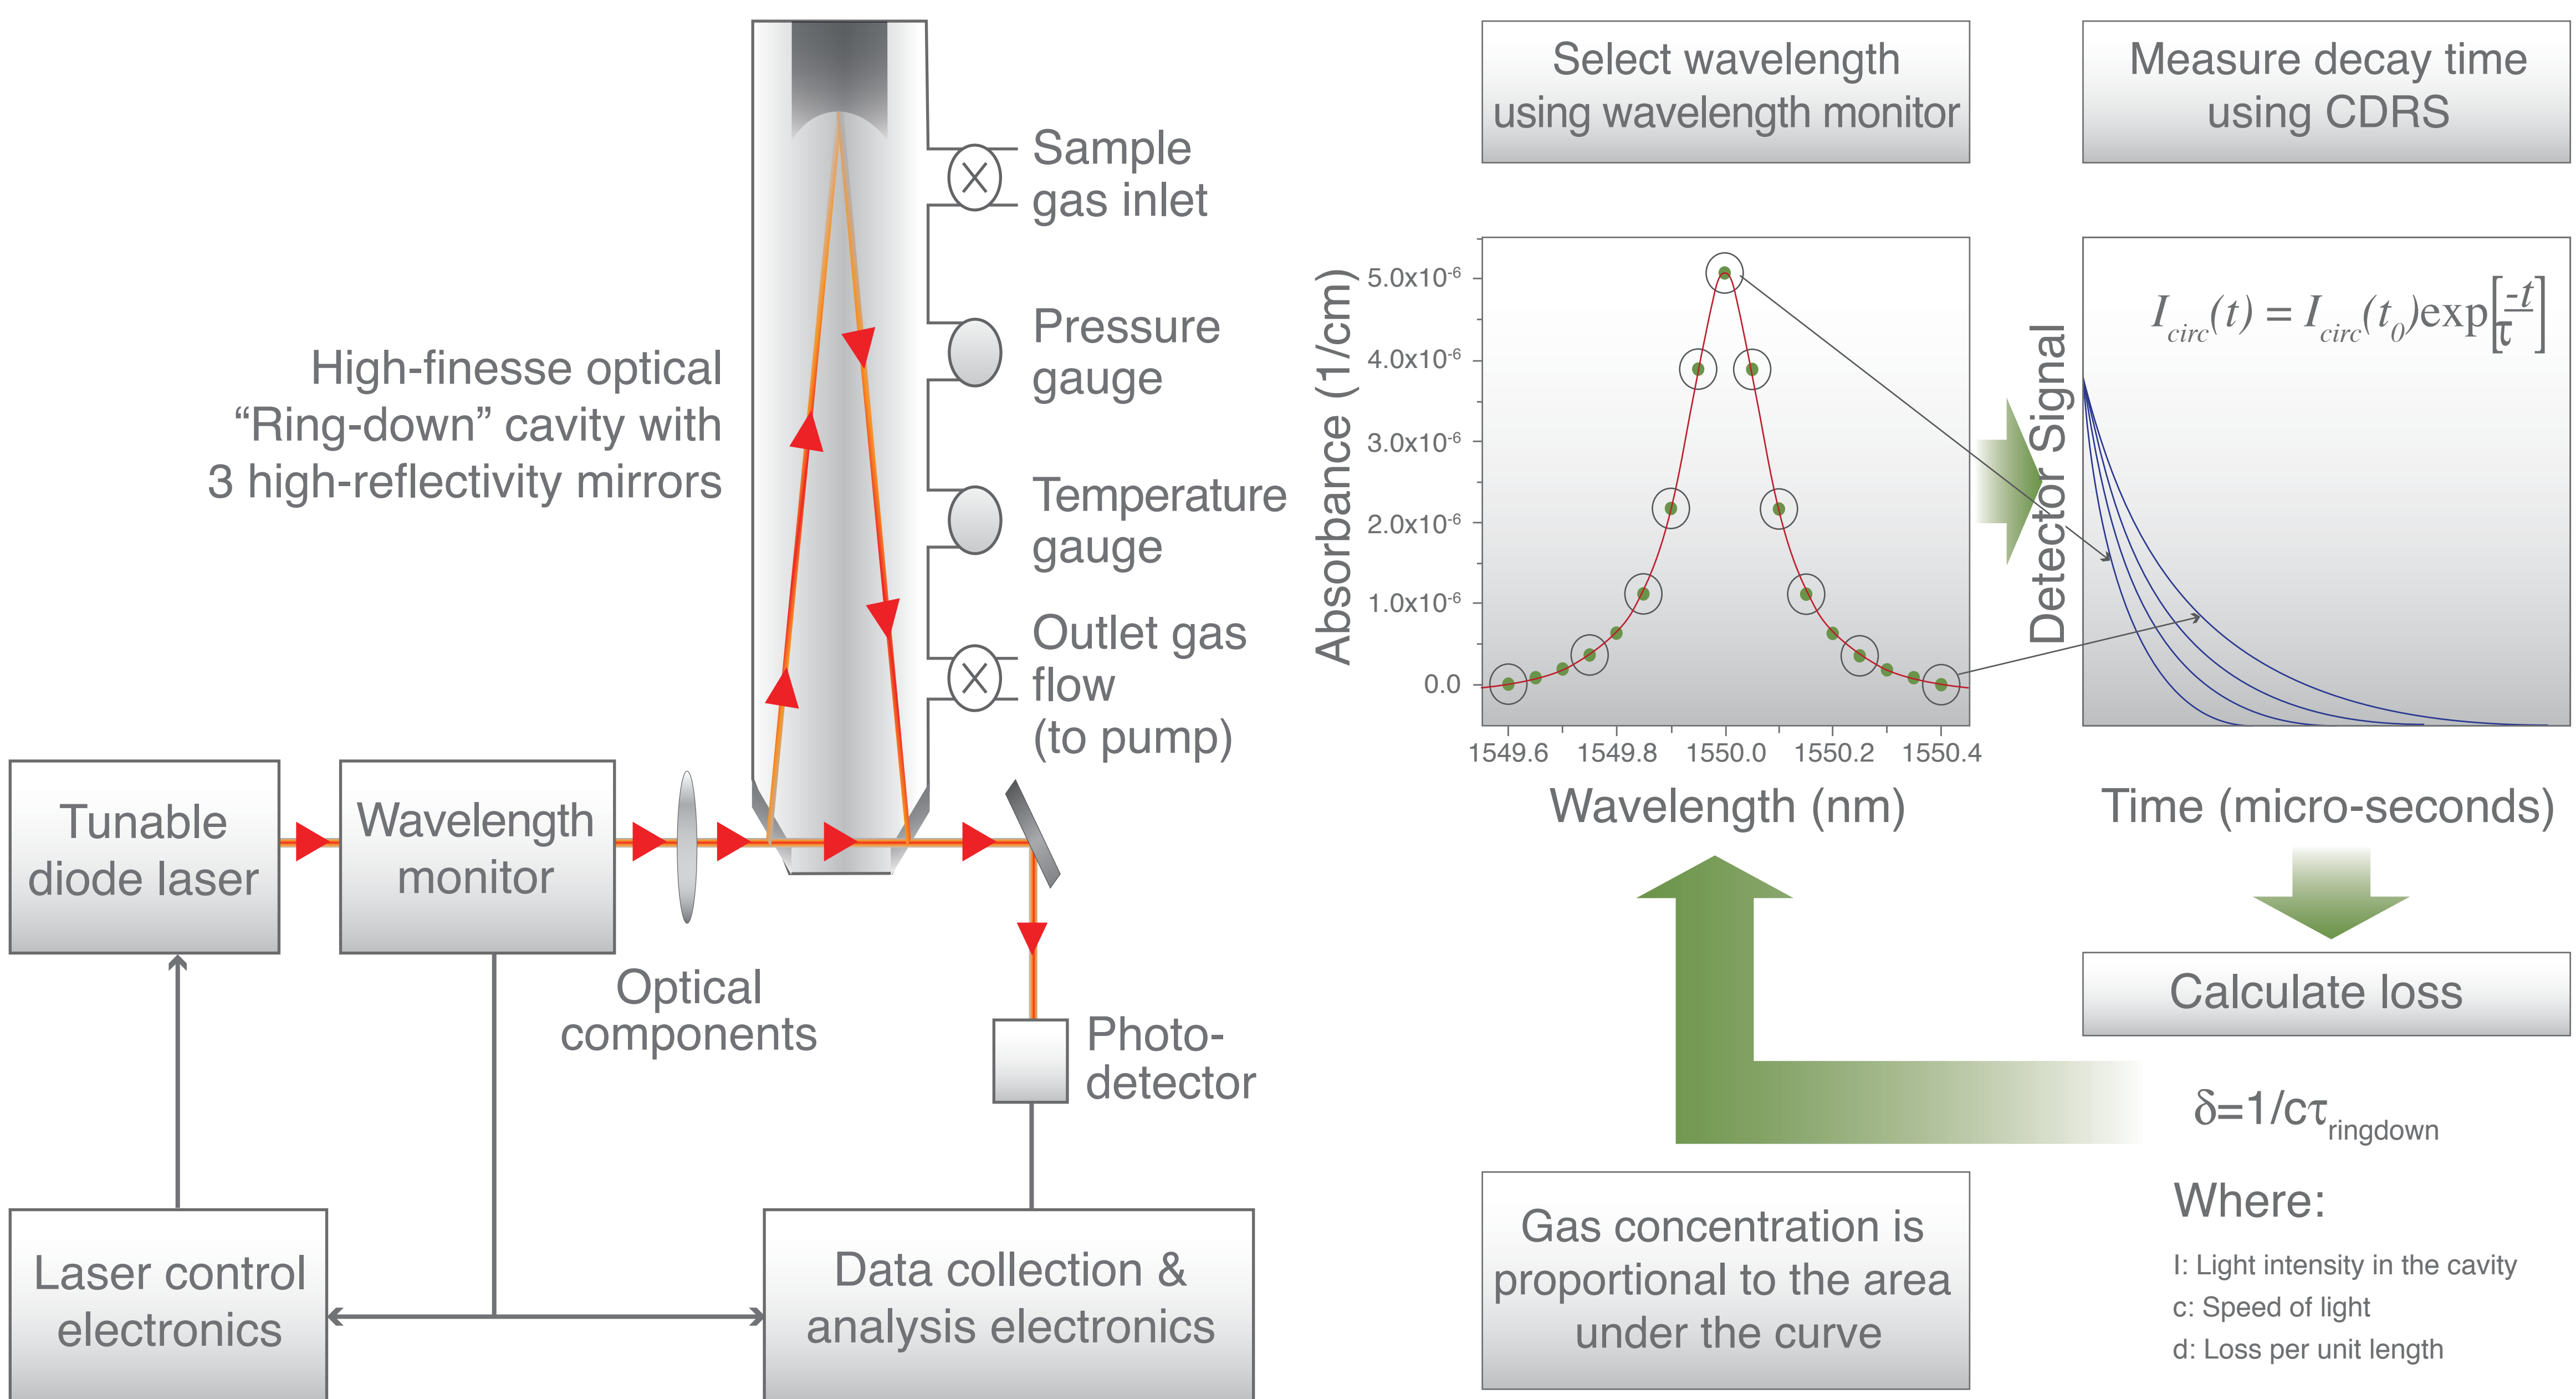 Sample
gas inlet
Pressure
gauge
Temperature
gauge
Outlet gas
flow
(to pump)
High-finesse optical
“Ring-down” cavity with
3 high-reflectivity mirrors
Tunable
diode laser
Wavelength
monitor
Optical
components
Photo-
detector
Laser control
electronics
Data collection &
analysis electronics
Select wavelength
using wavelength monitor
Absorbance (1/cm)
5.0x10⁻⁶
4.0x10⁻⁶
3.0x10⁻⁶
2.0x10⁻⁶
1.0x10⁻⁶
0.0
1549.6 1549.8 1550.0 1550.2 1550.4
Wavelength (nm)
Measure decay time
using CDRS
Detector Signal
I_circ(t) = I_circ(t₀)exp[-t/τ]
Time (micro-seconds)
Calculate loss
δ=1/cτ_ringdown
Where:
I: Light intensity in the cavity
c: Speed of light
d: Loss per unit length
Gas concentration is
proportional to the area
under the curve